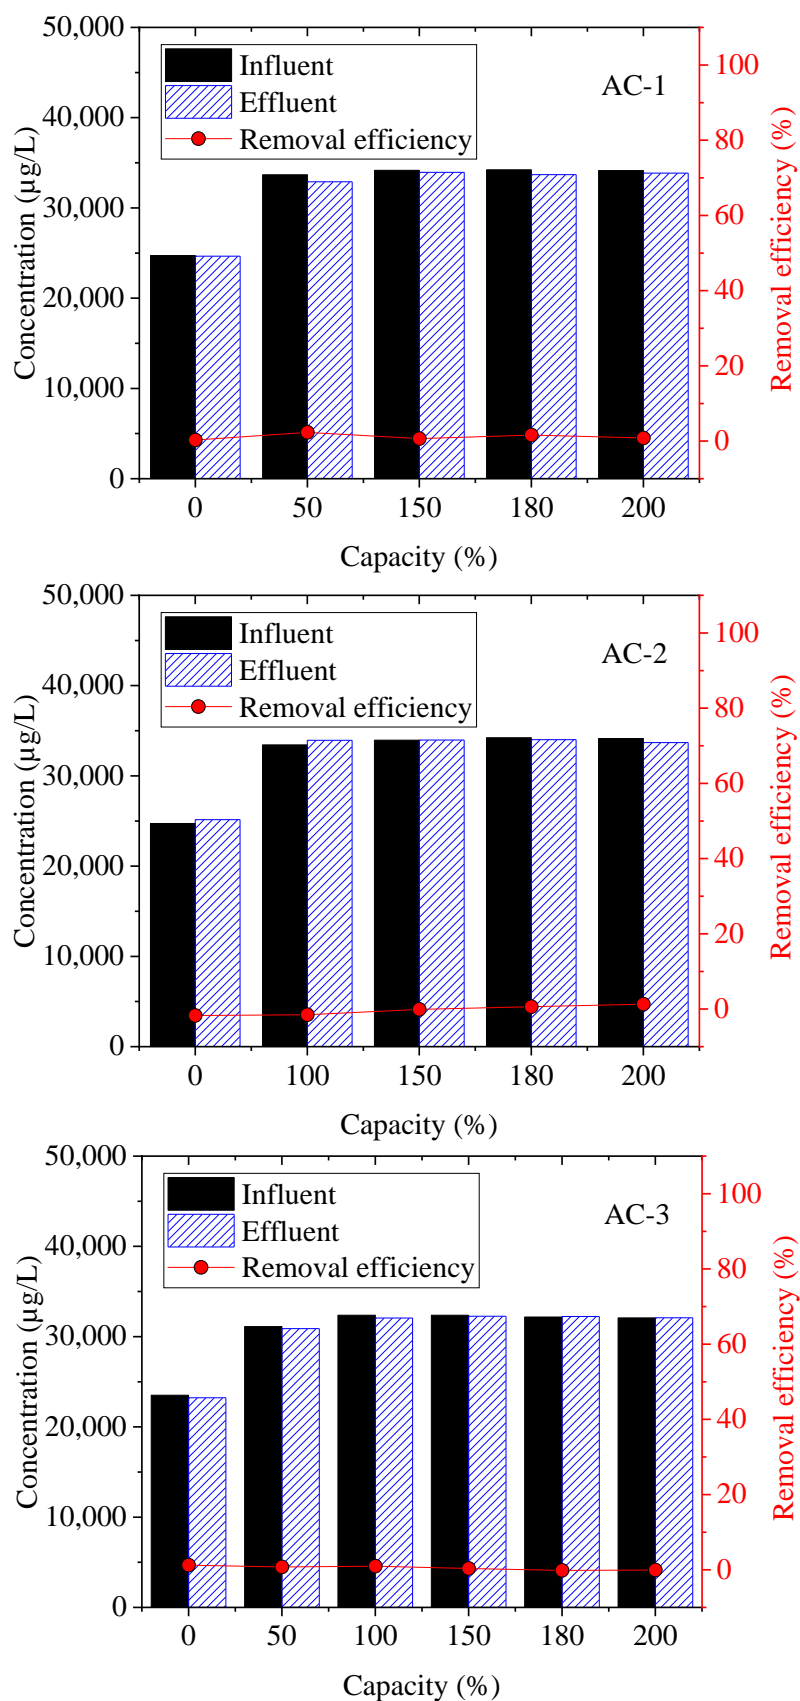 50,000
40,000
30,000
20,000
10,000
0
Concentration (µg/L)
Influent
Effluent
Removal efficiency
AC-1
100
80
60
40
20
0
Removal efficiency (%)
0 50 150 180 200
Capacity (%)
50,000
40,000
30,000
20,000
10,000
0
Concentration (µg/L)
Influent
Effluent
Removal efficiency
AC-2
100
80
60
40
20
0
Removal efficiency (%)
0 100 150 180 200
Capacity (%)
50,000
40,000
30,000
20,000
10,000
0
Concentration (µg/L)
Influent
Effluent
Removal efficiency
AC-3
100
80
60
40
20
0
Removal efficiency (%)
0 50 100 150 180 200
Capacity (%)